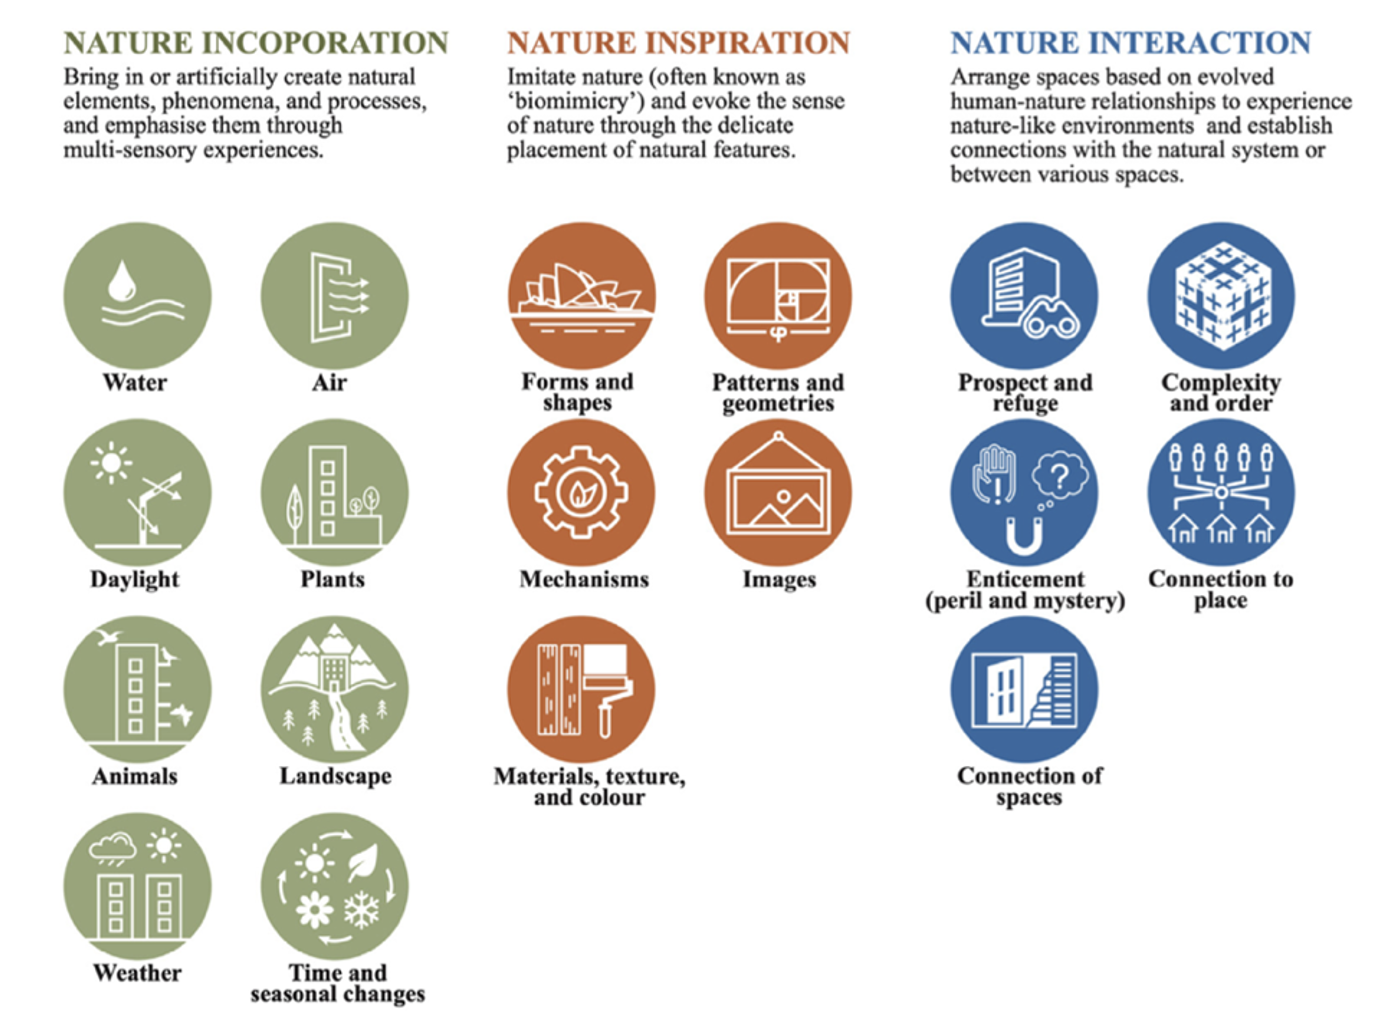 NATURE INCOPORATION
Bring in or artificially create natural
elements, phenomena, and processes,
and emphasise them through
multi-sensory experiences.
Water
Air
Daylight
Plants
Animals
Landscape
Weather
Time and
seasonal changes
NATURE INSPIRATION
Imitate nature (often known as
‘biomimicry’) and evoke the sense
of nature through the delicate
placement of natural features.
φ
Forms and
shapes
Patterns and
geometries
Mechanisms
Images
Materials, texture,
and colour
NATURE INTERACTION
Arrange spaces based on evolved
human-nature relationships to experience
nature-like environments and establish
connections with the natural system or
between various spaces.
Prospect and
refuge
Complexity
and order
!
?
Enticement
(peril and mystery)
Connection to
place
Connection of
spaces